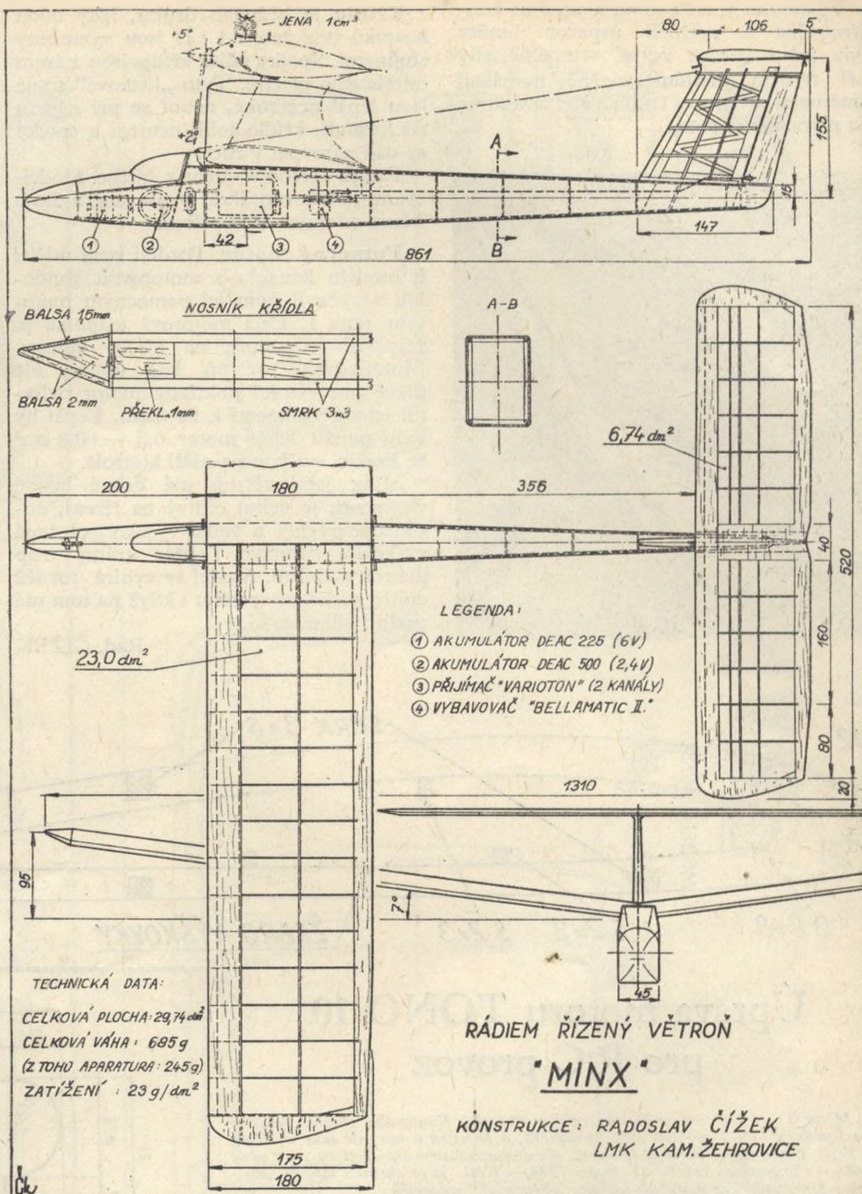 JENA 1cm³
+5°
+2°
80
106
5
155
15
A
B
1
2
42
3
4
147
861
BALSA 1,5mm
NOSNÍK KŘÍDLA
BALSA 2mm
PŘEKL.1mm
SMRK 3×3
A-B
6,74 dm²
200
180
356
40
520
160
80
20
23,0 dm²
LEGENDA:
① AKUMULÁTOR DEAC 225 (6V)
② AKUMULÁTOR DEAC 500 (2,4V)
③ PŘIJÍMAČ "VARIOTON" (2 KANÁLY)
④ VYBAVOVAČ "BELLAMATIC II."
1310
95
7°
45
TECHNICKÁ DATA:
CELKOVÁ PLOCHA: 29,74 dm²
CELKOVÁ VÁHA: 685g
(Z TOHO APARATURA: 245g)
ZATÍŽENÍ: 23 g/dm²
RÁDIEM ŘÍZENÝ VĚTROŇ
"MINX"
KONSTRUKCE: RADOSLAV ČÍŽEK
LMK KAM. ŽEHROVICE
175
180